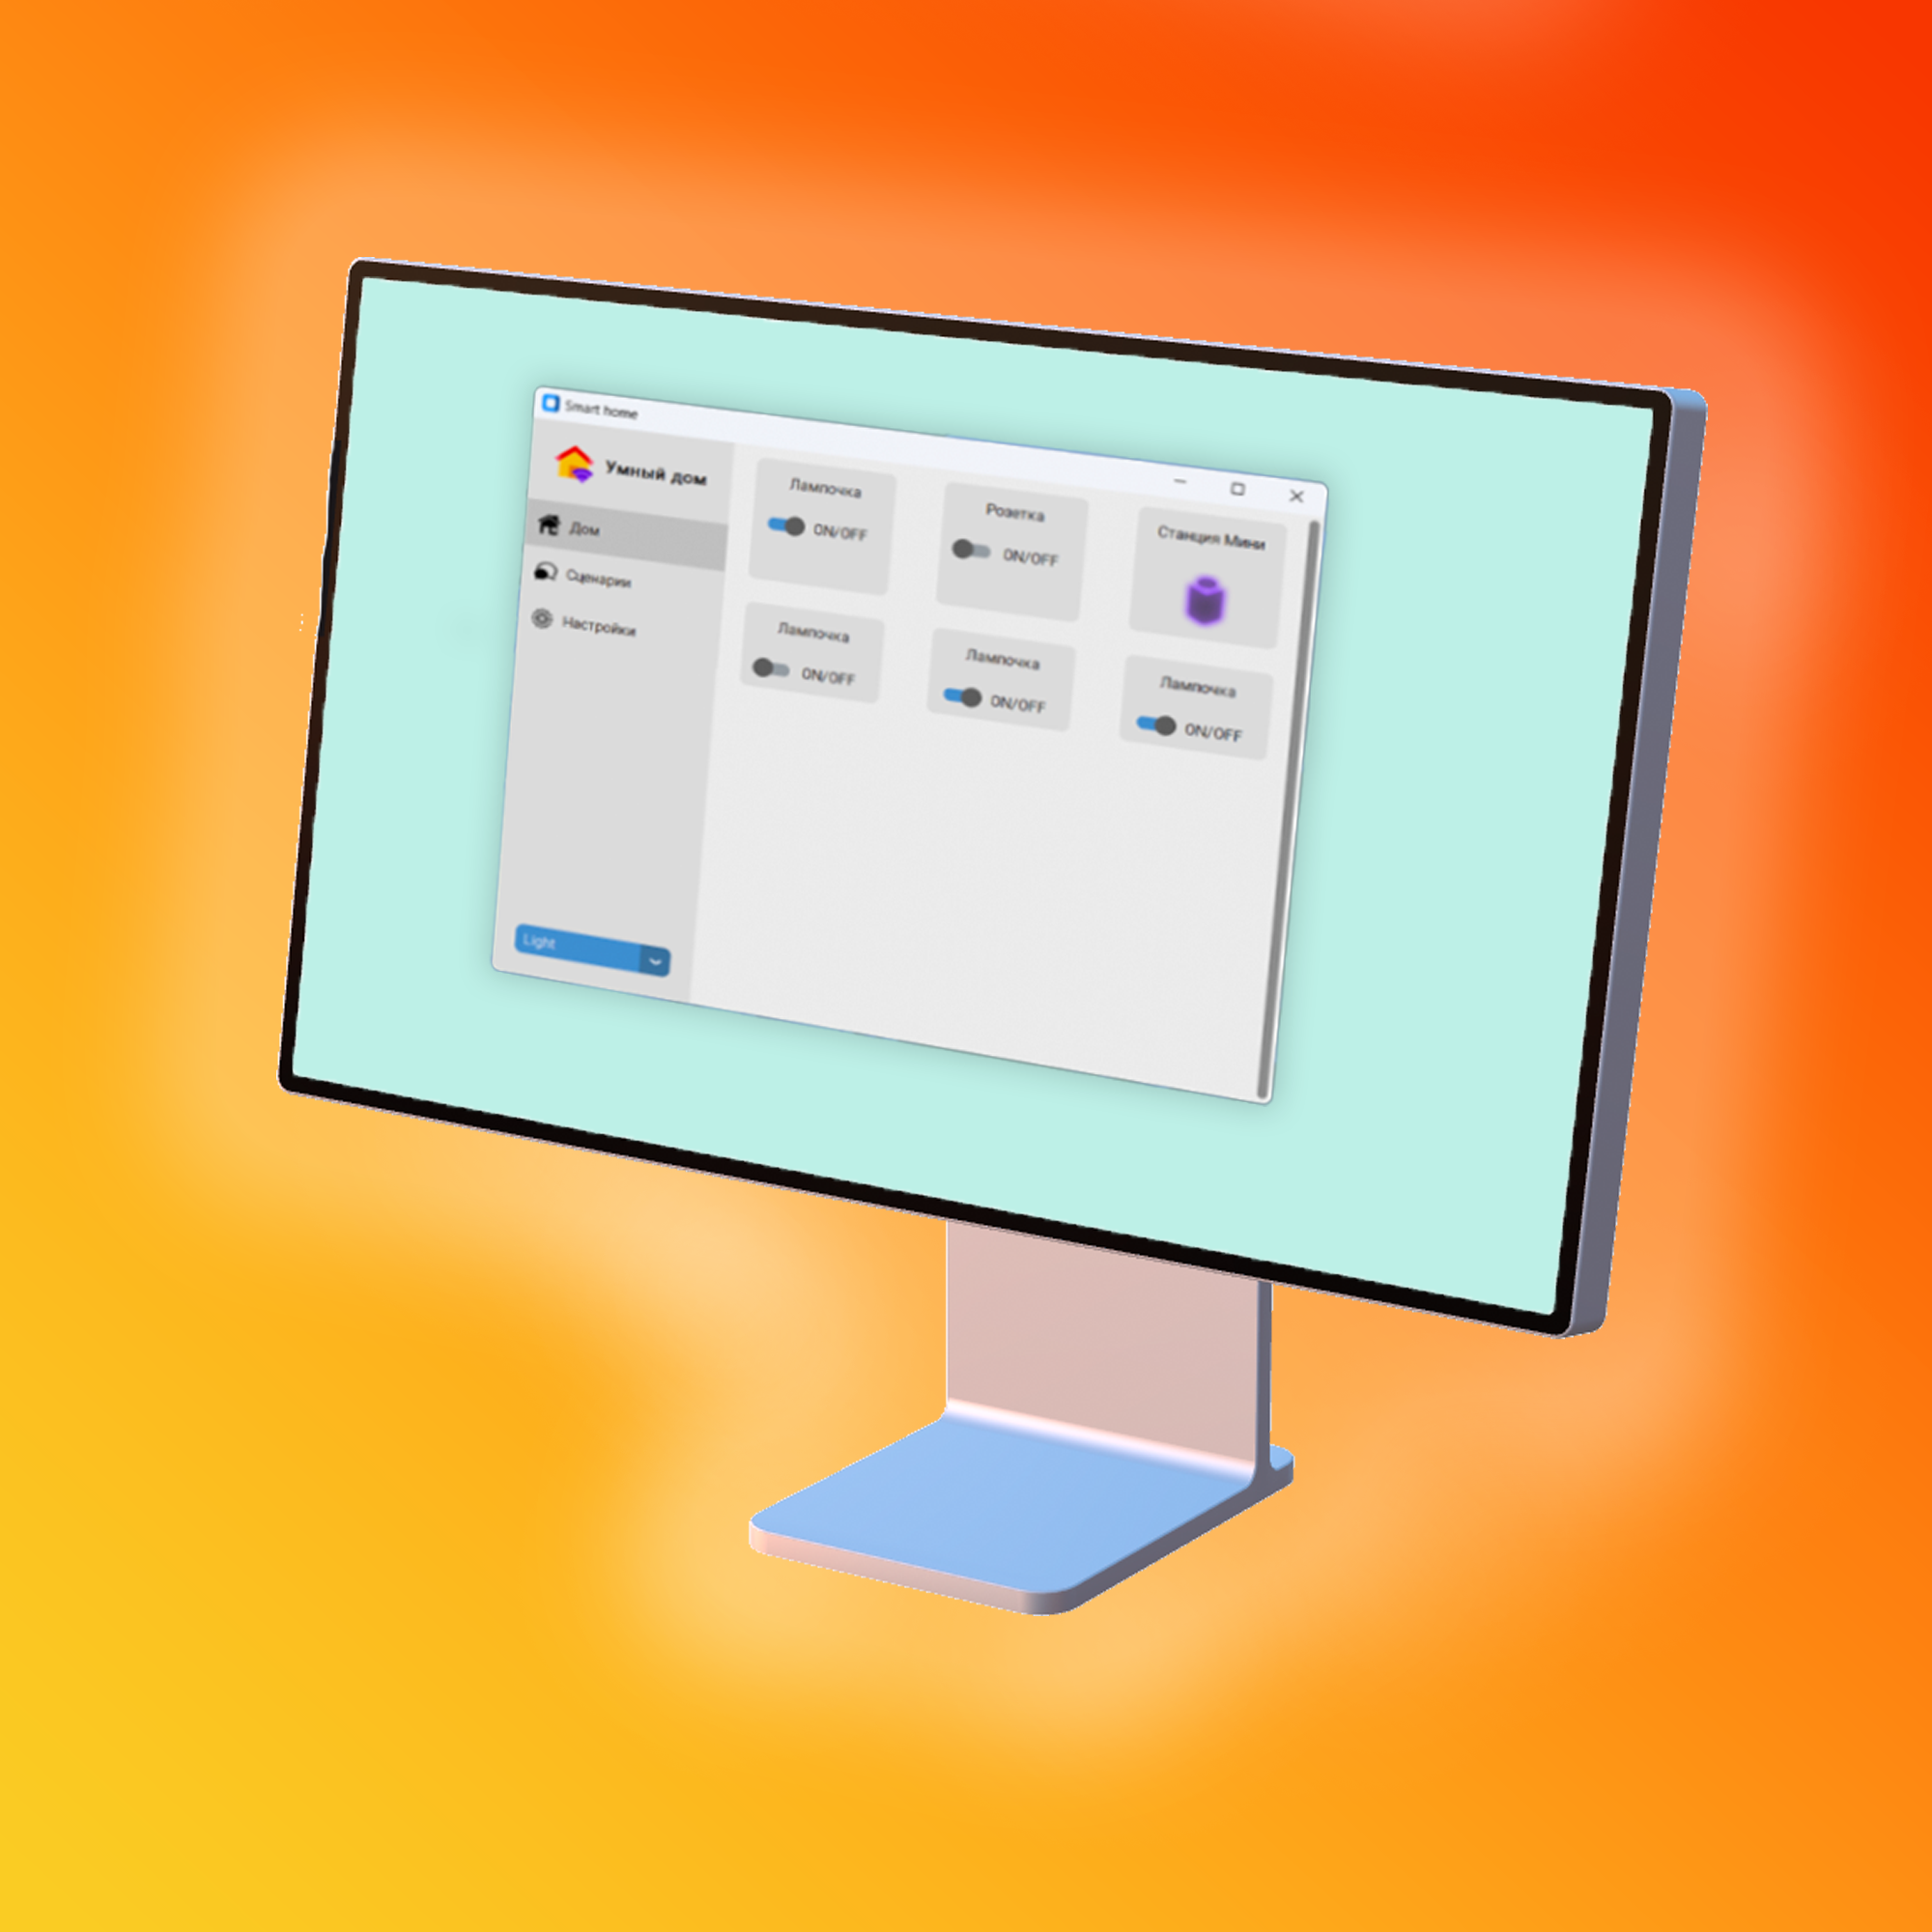 Smart home
Умный дом
Дом
Сценарии
Настройки
Light
Лампочка
ON/OFF
Розетка
ON/OFF
Станция Мини
Лампочка
ON/OFF
Лампочка
ON/OFF
Лампочка
ON/OFF